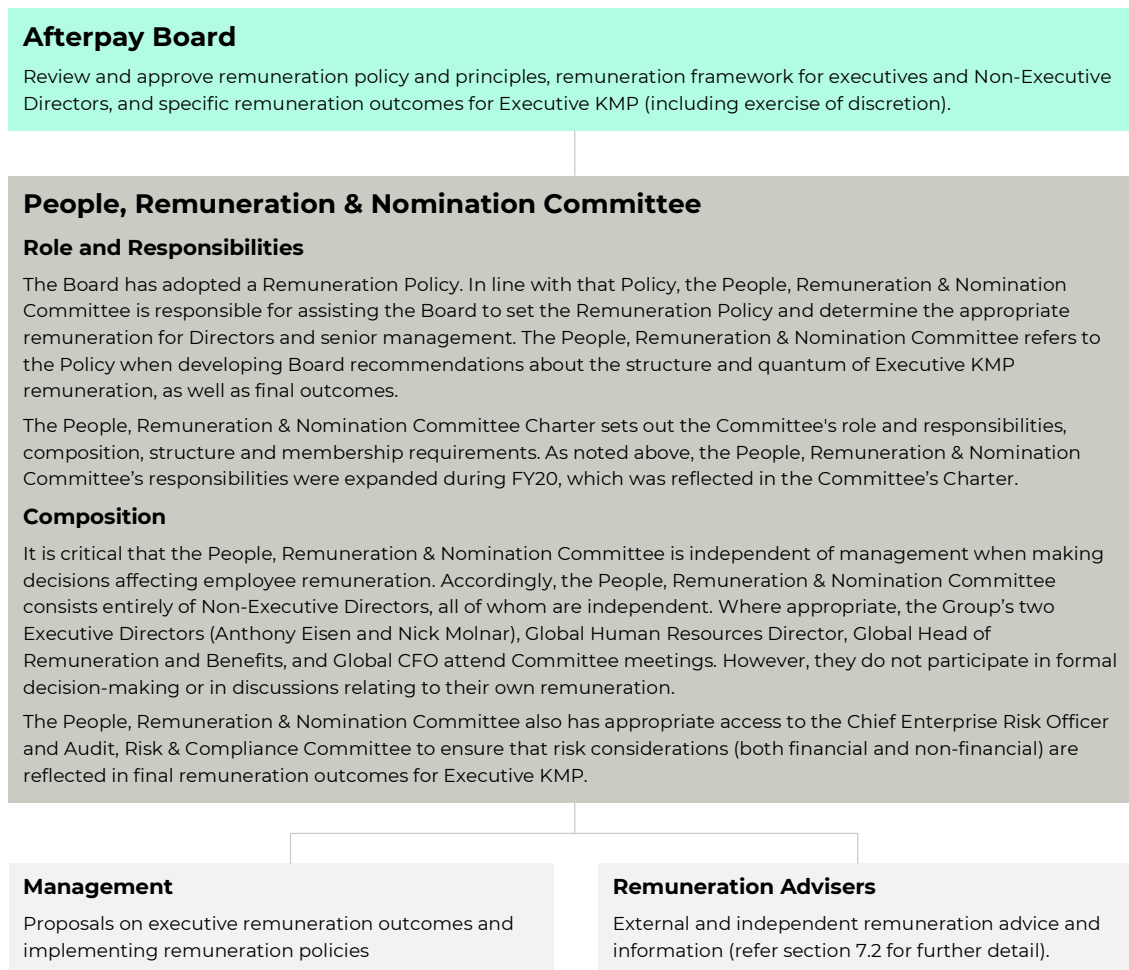 Afterpay Board
Review and approve remuneration policy and principles, remuneration framework for executives and Non-Executive
Directors, and specific remuneration outcomes for Executive KMP (including exercise of discretion).
People, Remuneration & Nomination Committee
Role and Responsibilities
The Board has adopted a Remuneration Policy. In line with that Policy, the People, Remuneration & Nomination
Committee is responsible for assisting the Board to set the Remuneration Policy and determine the appropriate
remuneration for Directors and senior management. The People, Remuneration & Nomination Committee refers to
the Policy when developing Board recommendations about the structure and quantum of Executive KMP
remuneration, as well as final outcomes.
The People, Remuneration & Nomination Committee Charter sets out the Committee's role and responsibilities,
composition, structure and membership requirements. As noted above, the People, Remuneration & Nomination
Committee’s responsibilities were expanded during FY20, which was reflected in the Committee’s Charter.
Composition
It is critical that the People, Remuneration & Nomination Committee is independent of management when making
decisions affecting employee remuneration. Accordingly, the People, Remuneration & Nomination Committee
consists entirely of Non-Executive Directors, all of whom are independent. Where appropriate, the Group’s two
Executive Directors (Anthony Eisen and Nick Molnar), Global Human Resources Director, Global Head of
Remuneration and Benefits, and Global CFO attend Committee meetings. However, they do not participate in formal
decision-making or in discussions relating to their own remuneration.
The People, Remuneration & Nomination Committee also has appropriate access to the Chief Enterprise Risk Officer
and Audit, Risk & Compliance Committee to ensure that risk considerations (both financial and non-financial) are
reflected in final remuneration outcomes for Executive KMP.
Management
Proposals on executive remuneration outcomes and
implementing remuneration policies
Remuneration Advisers
External and independent remuneration advice and
information (refer section 7.2 for further detail).